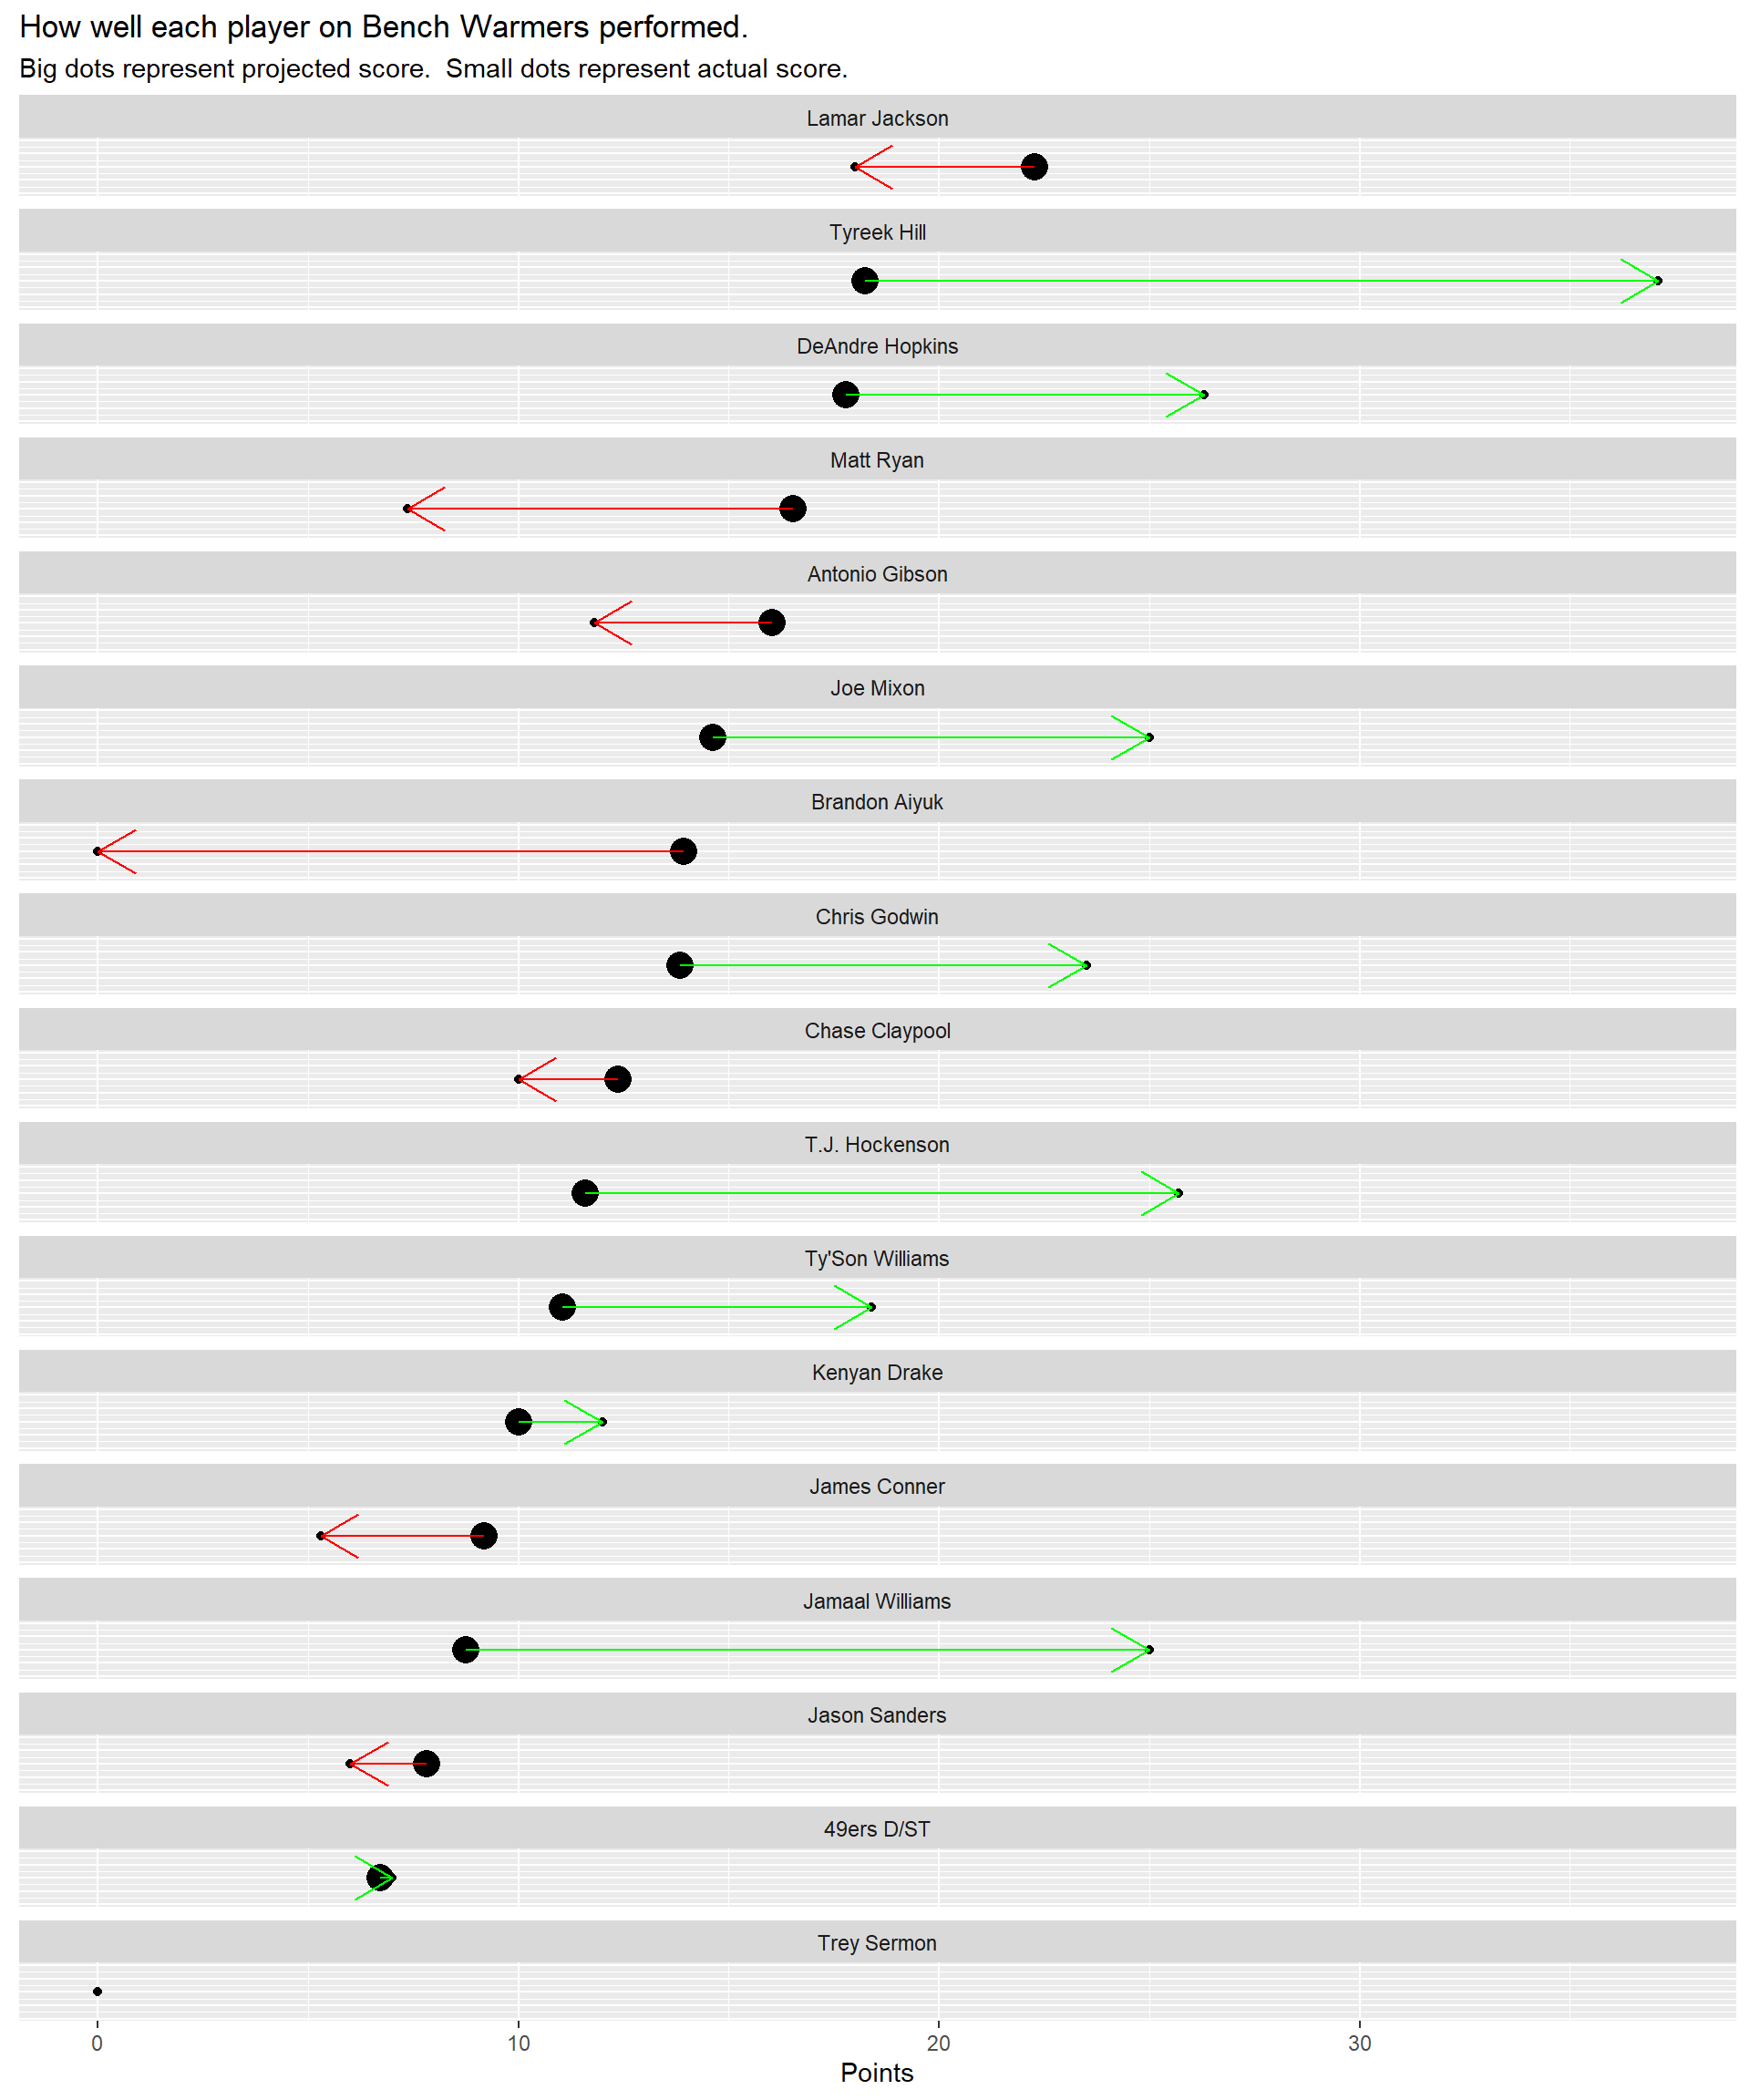 How well each player on Bench Warmers performed.
Big dots represent projected score.  Small dots represent actual score.
Lamar Jackson
Tyreek Hill
DeAndre Hopkins
Matt Ryan
Antonio Gibson
Joe Mixon
Brandon Aiyuk
Chris Godwin
Chase Claypool
T.J. Hockenson
Ty'Son Williams
Kenyan Drake
James Conner
Jamaal Williams
Jason Sanders
49ers D/ST
Trey Sermon
0 10 20 30
Points